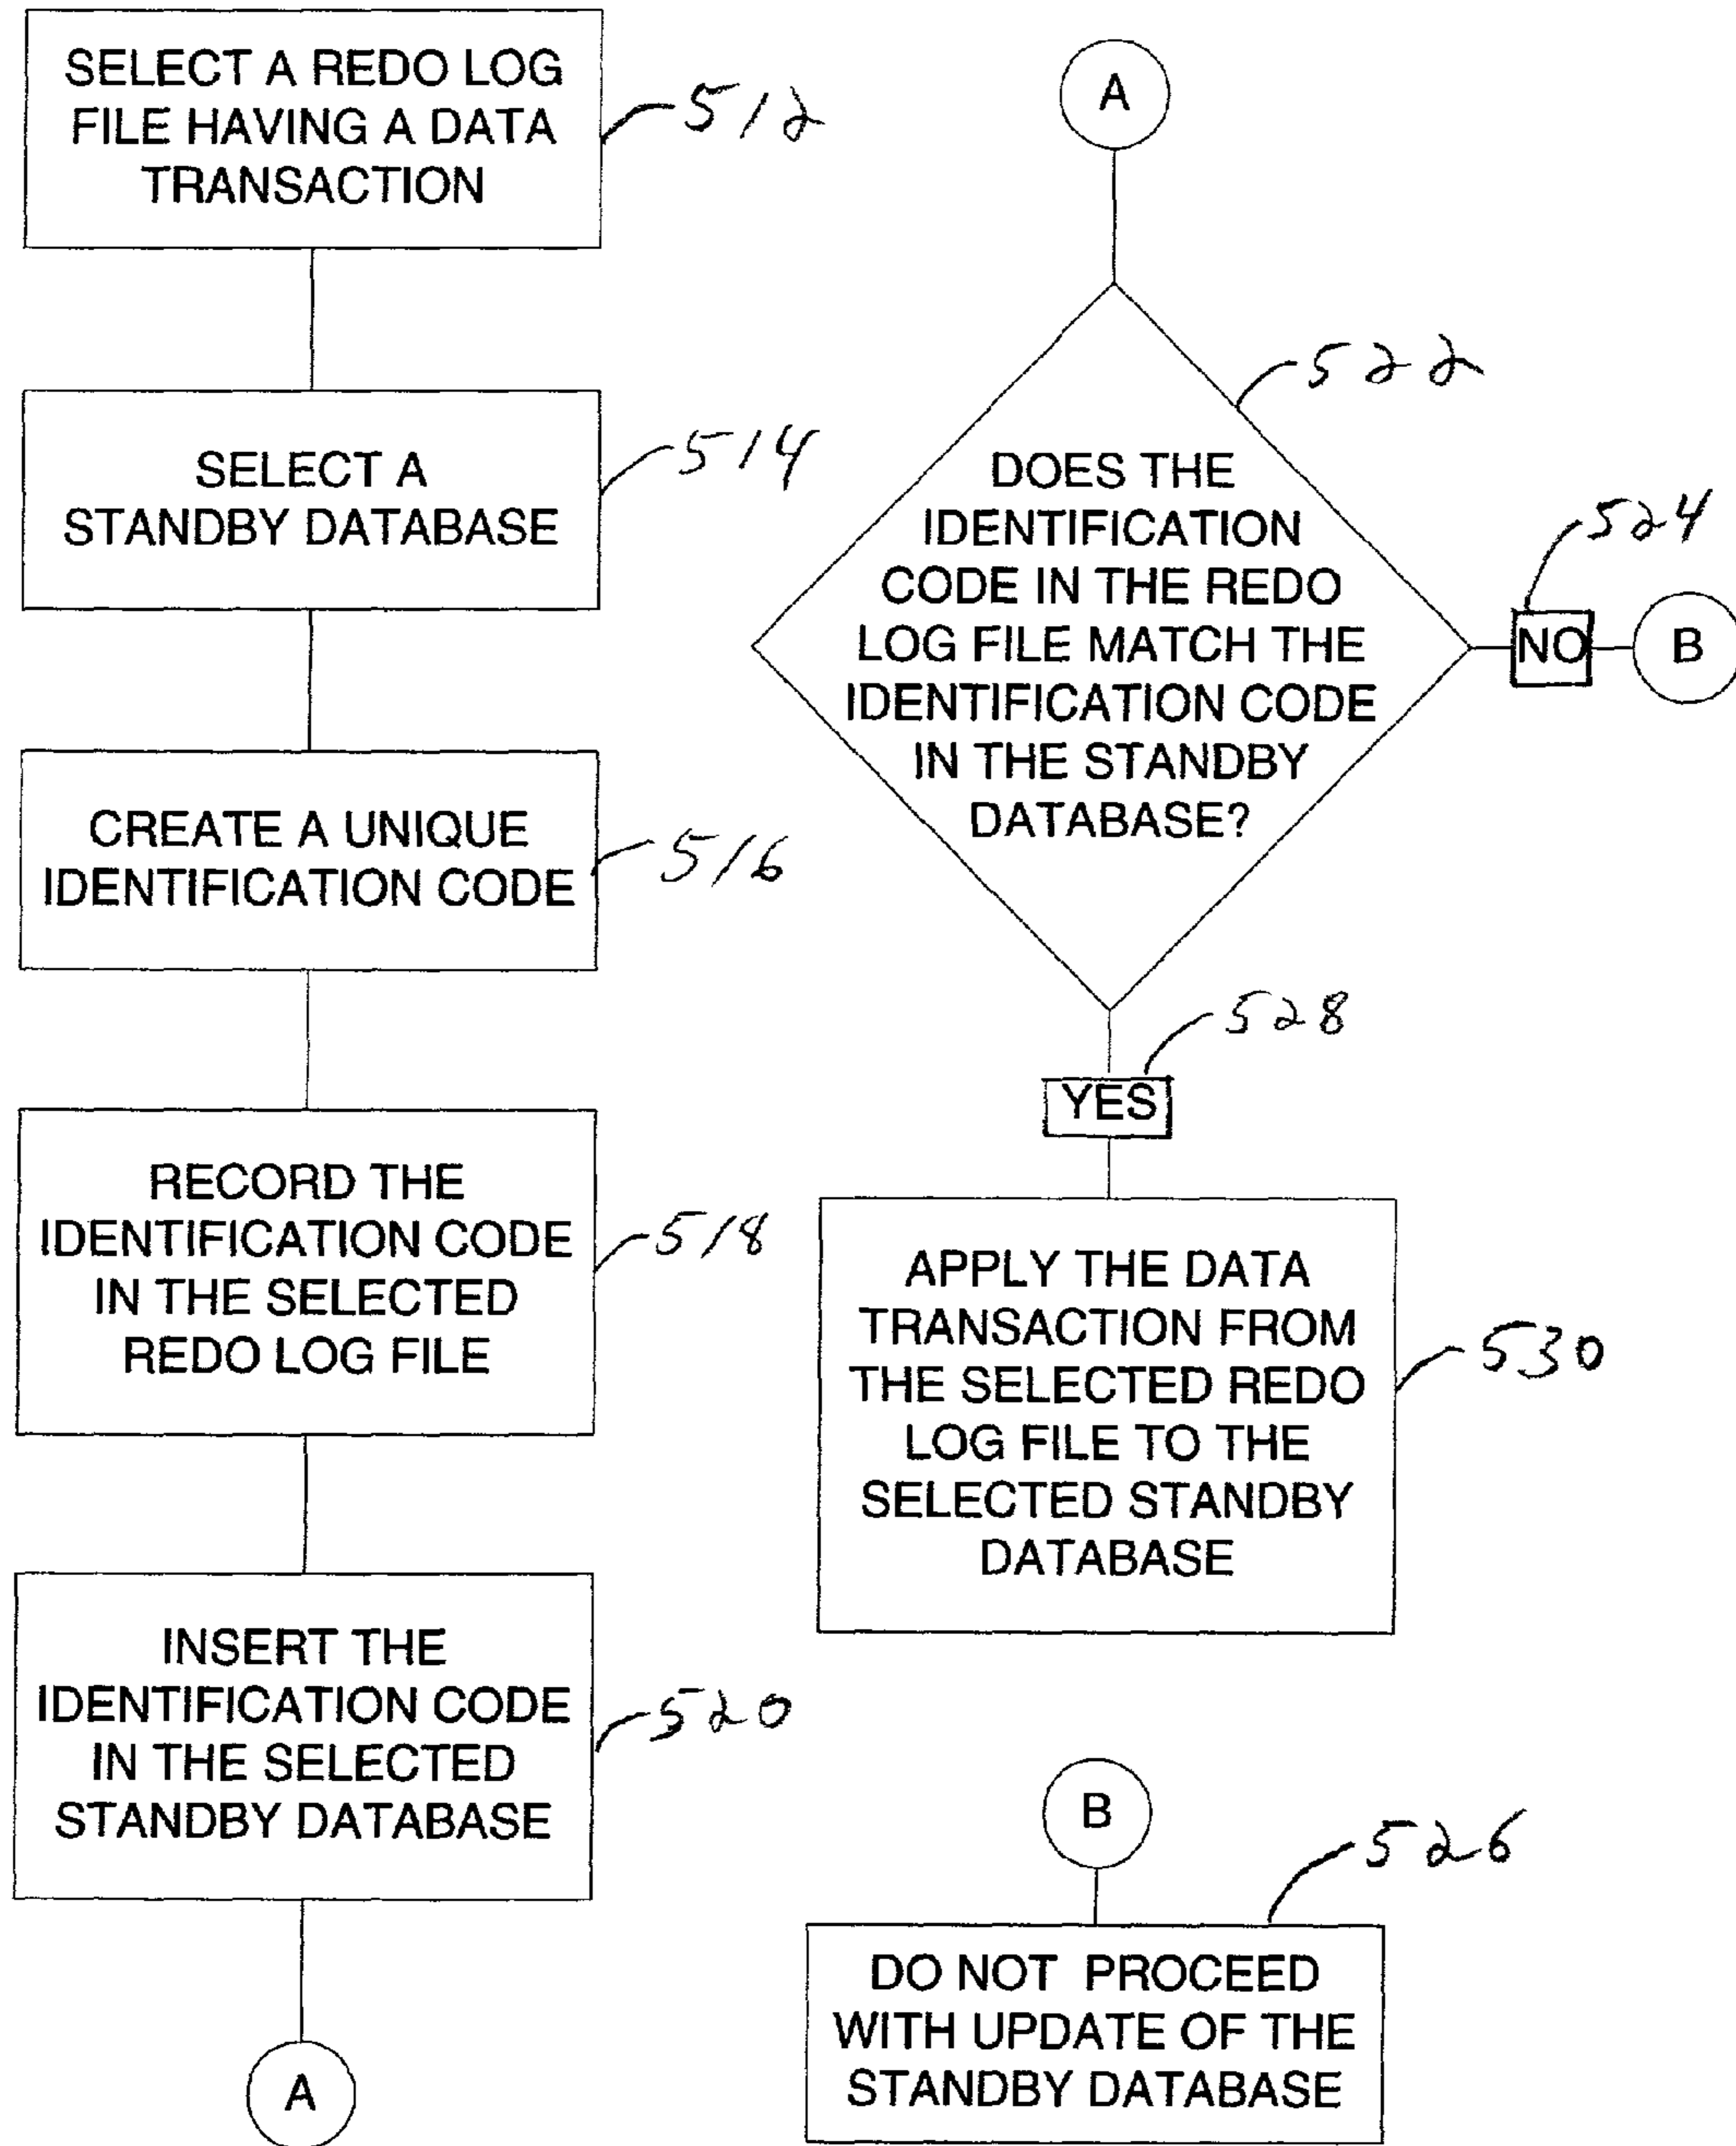 SELECT A REDO LOG
FILE HAVING A DATA
TRANSACTION
512
SELECT A
STANDBY DATABASE
514
CREATE A UNIQUE
IDENTIFICATION CODE
516
RECORD THE
IDENTIFICATION CODE
IN THE SELECTED
REDO LOG FILE
518
INSERT THE
IDENTIFICATION CODE
IN THE SELECTED
STANDBY DATABASE
520
A
A
522
DOES THE
IDENTIFICATION
CODE IN THE REDO
LOG FILE MATCH THE
IDENTIFICATION CODE
IN THE STANDBY
DATABASE?
524
NO
B
528
YES
APPLY THE DATA
TRANSACTION FROM
THE SELECTED REDO
LOG FILE TO THE
SELECTED STANDBY
DATABASE
530
B
526
DO NOT PROCEED
WITH UPDATE OF THE
STANDBY DATABASE